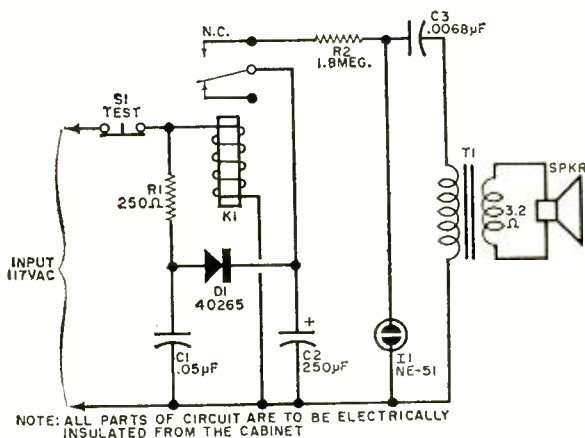 N.C.
C3
.0068µF
R2
1.8MEG.
S1
TEST
T1
SPKR
R1
250Ω
K1
3.2
Ω
INPUT
117VAC
D1
40265
C1
.05µF
+
C2
250µF
I1
NE-51
NOTE: ALL PARTS OF CIRCUIT ARE TO BE ELECTRICALLY
INSULATED FROM THE CABINET